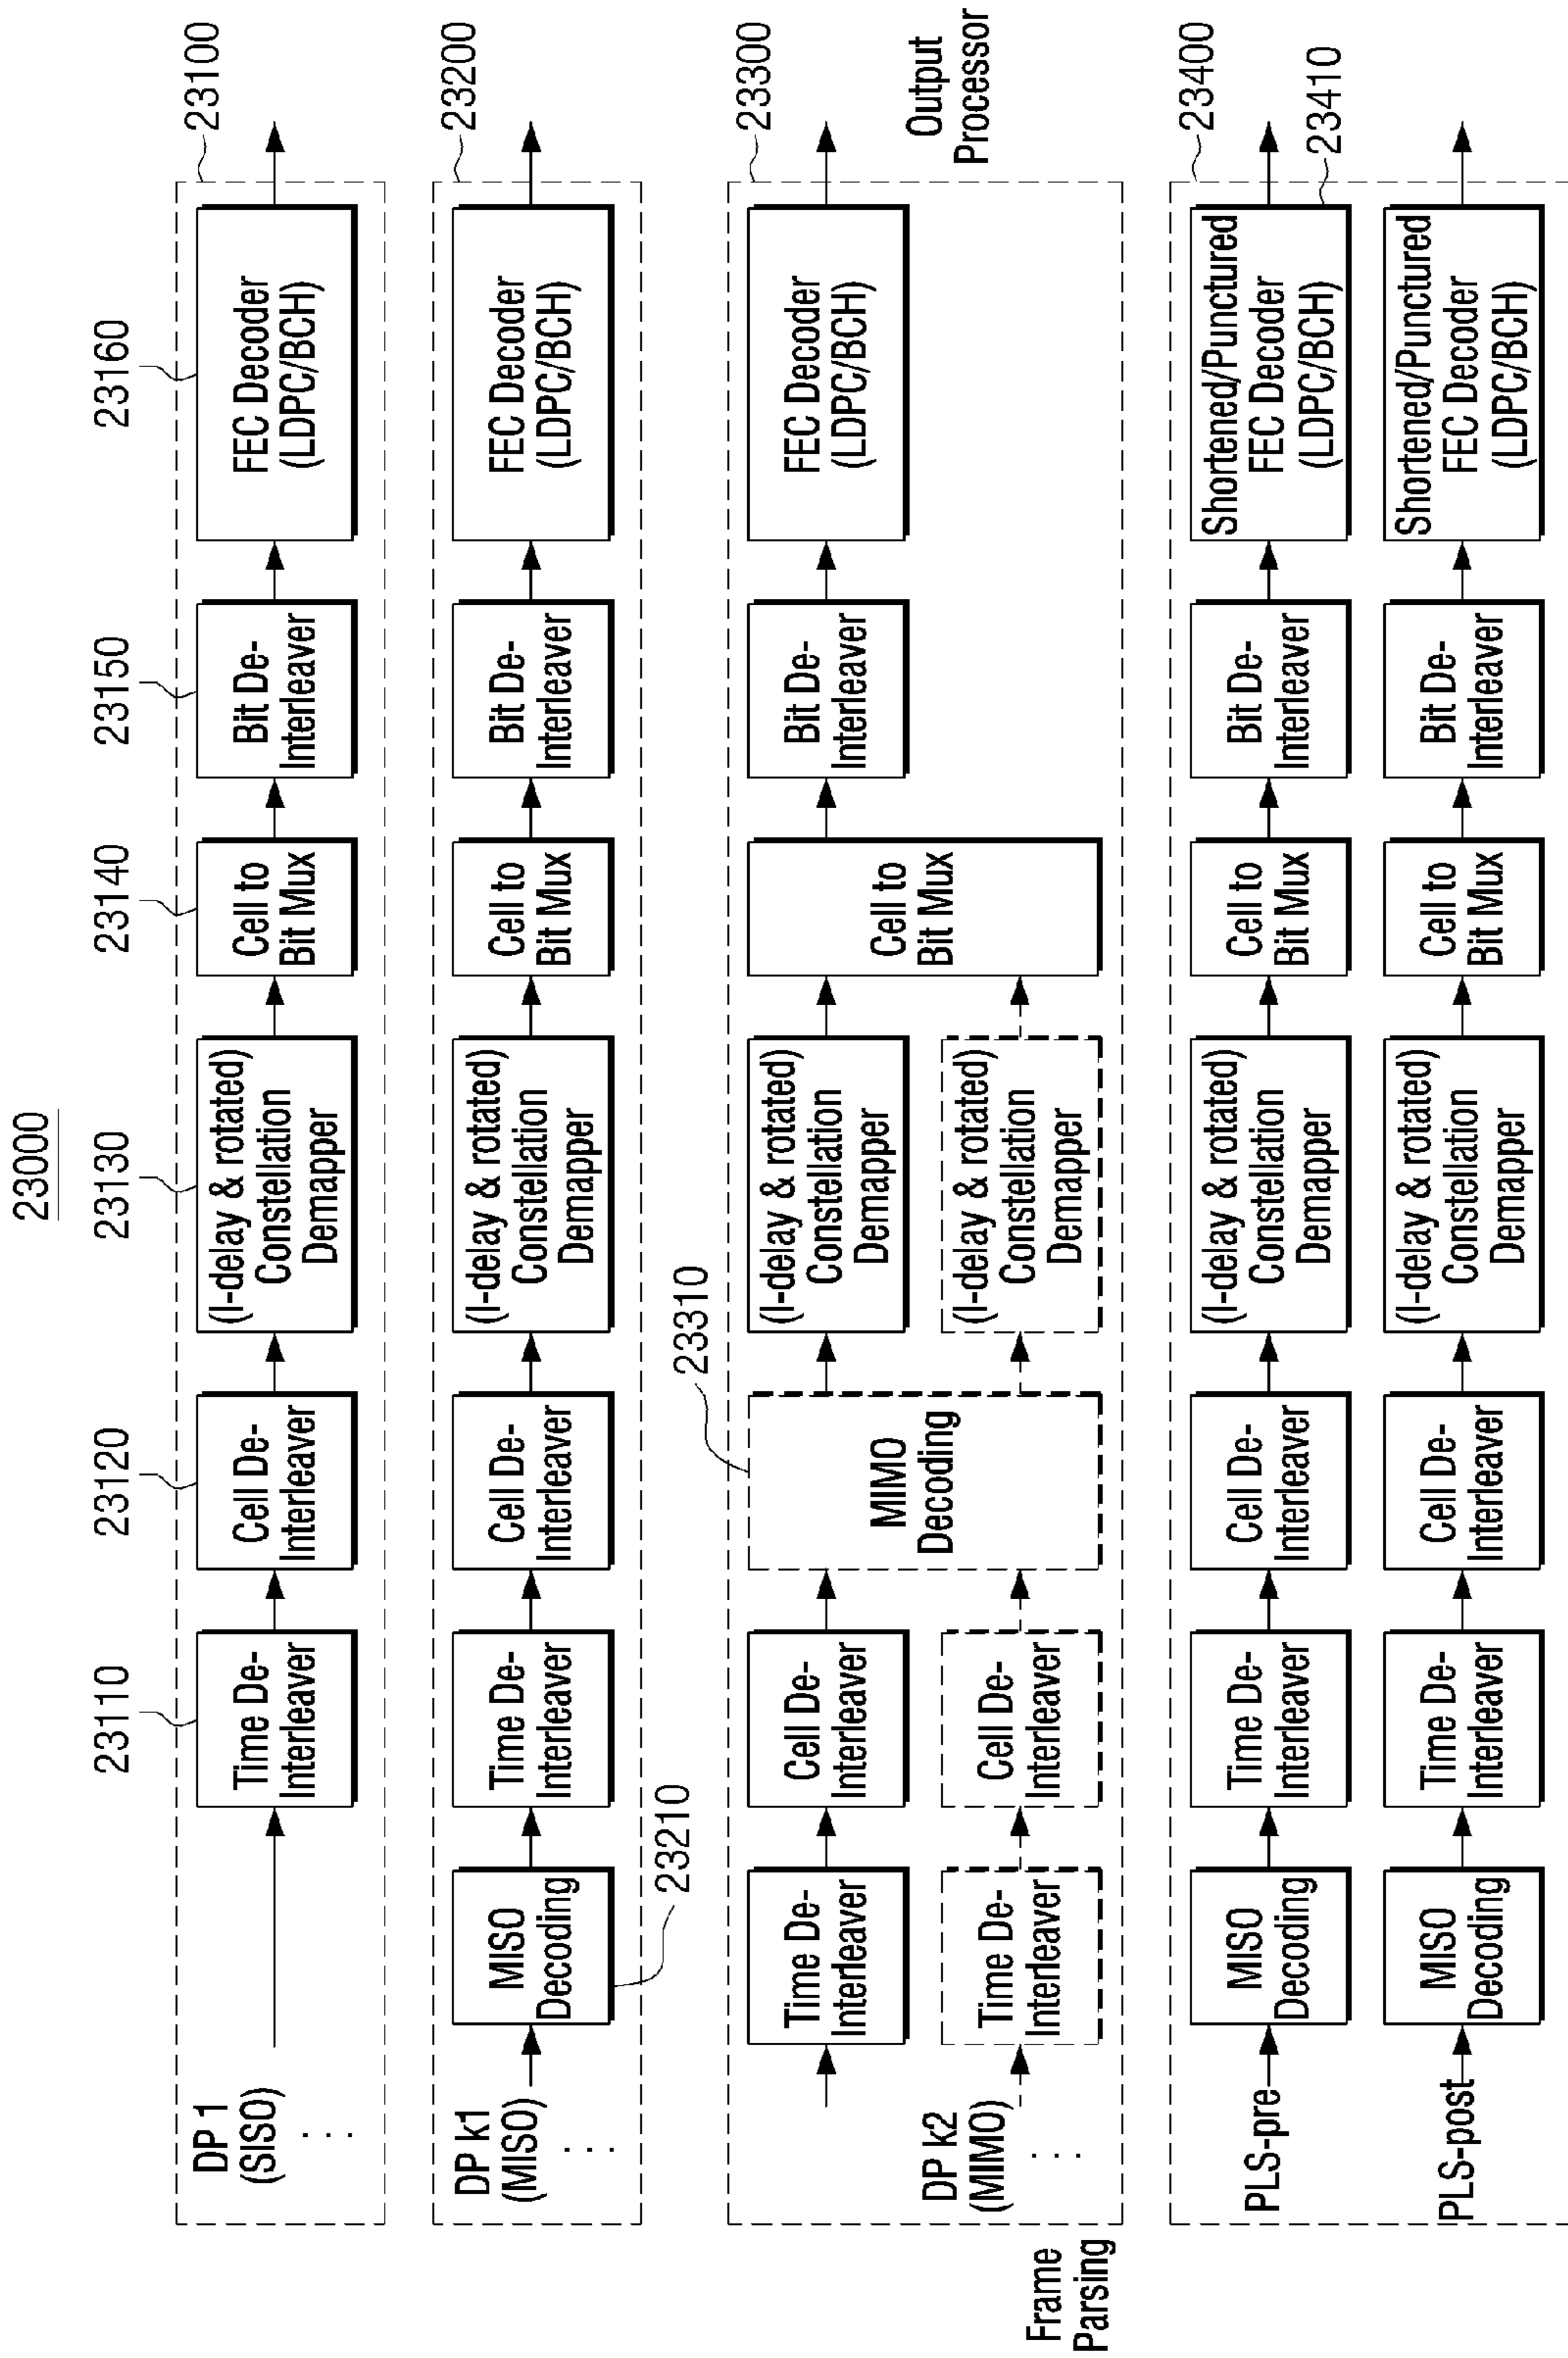 23000
23110
23120
23130
23140
23150
23160
23100
DP 1
(SISO)
. . .
Time De-
Interleaver
Cell De-
Interleaver
(I-delay & rotated)
Constellation
Demapper
Cell to
Bit Mux
Bit De-
Interleaver
FEC Decoder
(LDPC/BCH)
23200
DP k1
(MISO)
. . .
MISO
Decoding
Time De-
Interleaver
Cell De-
Interleaver
(I-delay & rotated)
Constellation
Demapper
Cell to
Bit Mux
Bit De-
Interleaver
FEC Decoder
(LDPC/BCH)
23210
23310
23300
Time De-
Interleaver
Cell De-
Interleaver
MIMO
Decoding
(I-delay & rotated)
Constellation
Demapper
Cell to
Bit Mux
Bit De-
Interleaver
FEC Decoder
(LDPC/BCH)
DP k2
(MIMO)
. . .
Time De-
Interleaver
Cell De-
Interleaver
(I-delay & rotated)
Constellation
Demapper
Frame
Parsing
Output
Processor
23400
PLS-pre
MISO
Decoding
Time De-
Interleaver
Cell De-
Interleaver
(I-delay & rotated)
Constellation
Demapper
Cell to
Bit Mux
Bit De-
Interleaver
Shortened/Punctured
FEC Decoder
(LDPC/BCH)
23410
PLS-post
MISO
Decoding
Time De-
Interleaver
Cell De-
Interleaver
(I-delay & rotated)
Constellation
Demapper
Cell to
Bit Mux
Bit De-
Interleaver
Shortened/Punctured
FEC Decoder
(LDPC/BCH)